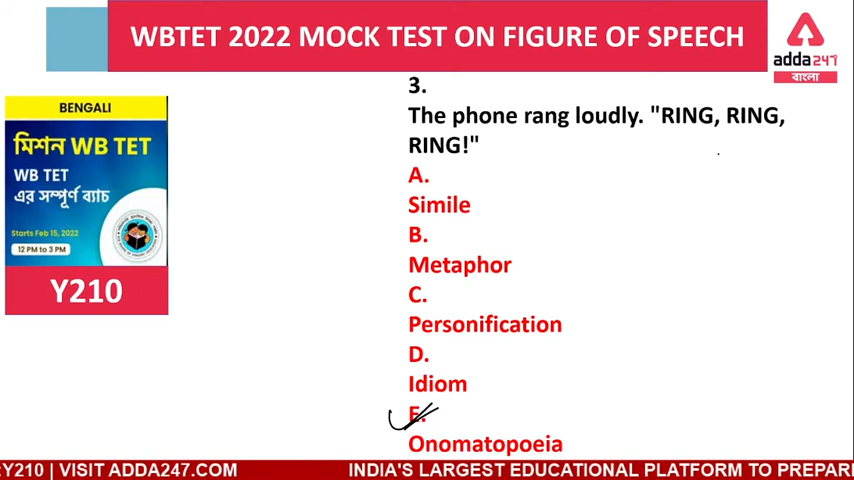 WBTET 2022 MOCK TEST ON FIGURE OF SPEECH
adda247
বাংলা
BENGALI
মিশন WB TET
WB TET
এর সম্পূর্ণ ব্যাচ
Starts Feb 15, 2022
12 PM to 3 PM
Y210
3.
The phone rang loudly. "RING, RING,
RING!"
A.
Simile
B.
Metaphor
C.
Personification
D.
Idiom
E.
Onomatopoeia
:Y210 | VISIT ADDA247.COM INDIA'S LARGEST EDUCATIONAL PLATFORM TO PREPAR